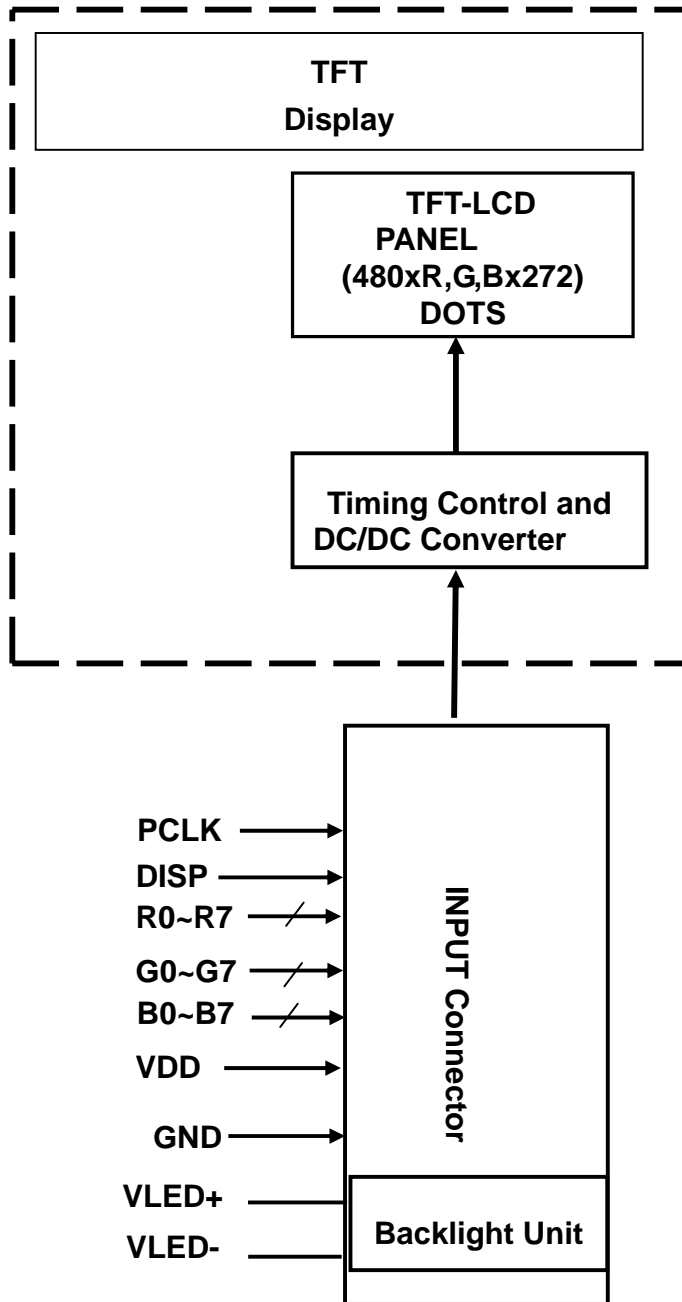 TFT
Display
TFT-LCD
PANEL
(480xR,G,Bx272)
DOTS
Timing Control and
DC/DC Converter
INPUT Connector
PCLK
DISP
R0~R7
G0~G7
B0~B7
VDD
GND
VLED+
VLED-
Backlight Unit